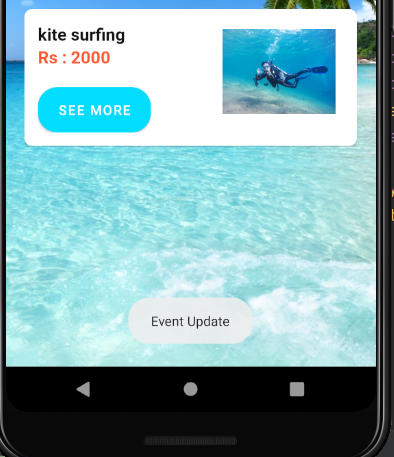 kite surfing
Rs : 2000
SEE MORE
Event Update